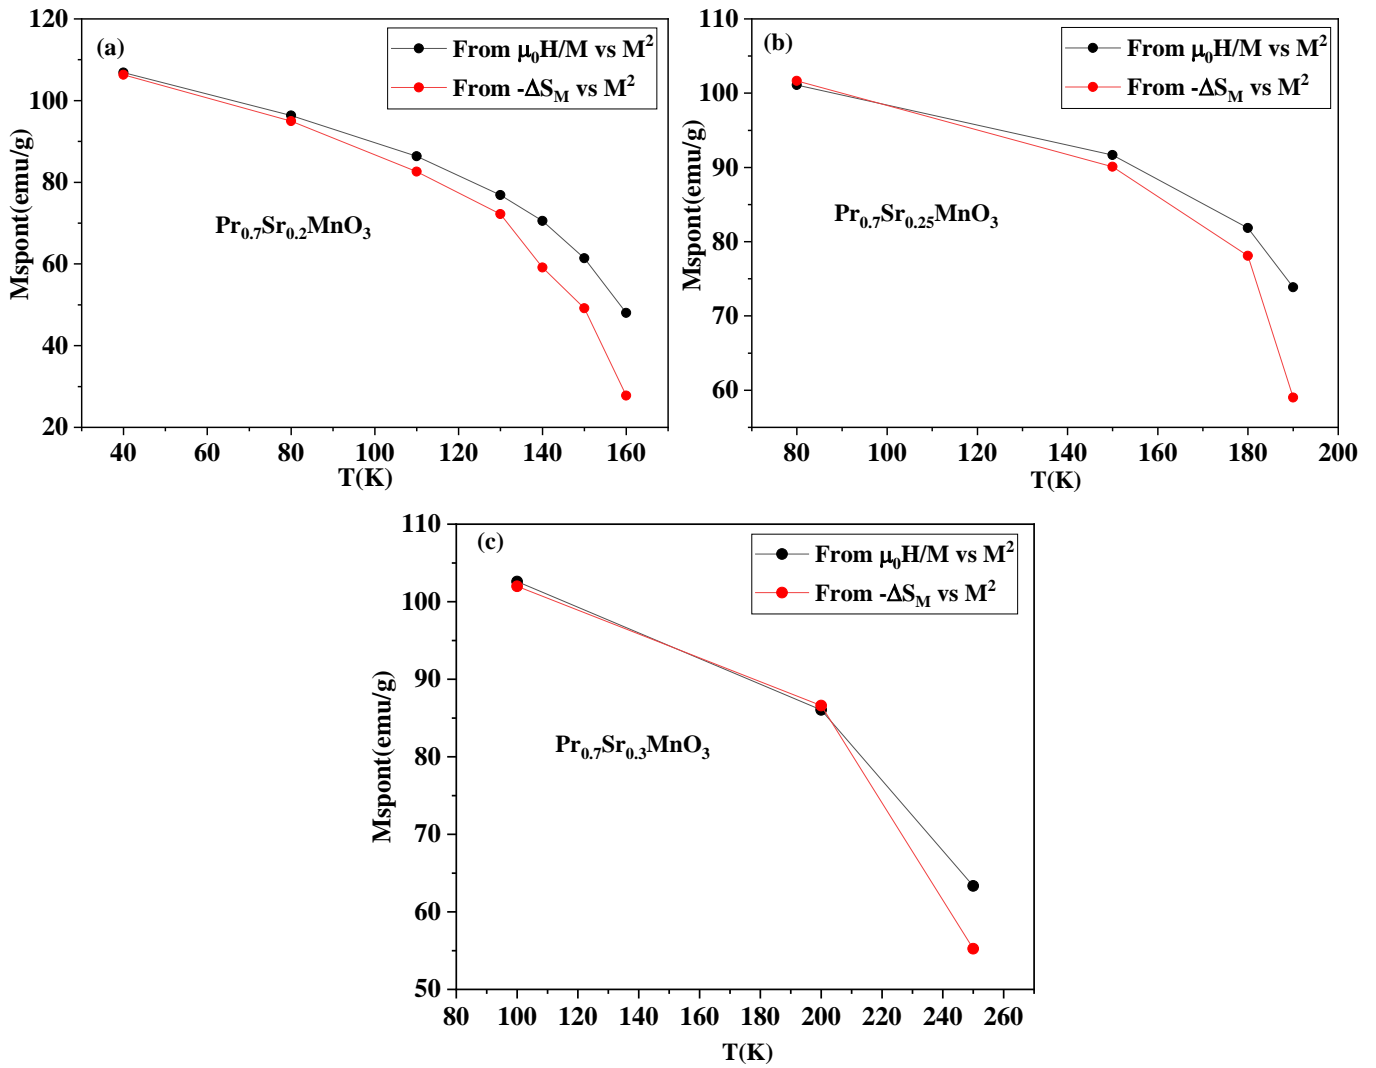 (a)
From μ₀H/M vs M²
From -ΔS_M vs M²
Pr₀.₇Sr₀.₂MnO₃
Mspont(emu/g)
120
100
80
60
40
20
40 60 80 100 120 140 160
T(K)
(b)
From μ₀H/M vs M²
From -ΔS_M vs M²
Pr₀.₇Sr₀.₂₅MnO₃
Mspont(emu/g)
110
100
90
80
70
60
80 100 120 140 160 180 200
T(K)
(c)
From μ₀H/M vs M²
From -ΔS_M vs M²
Pr₀.₇Sr₀.₃MnO₃
Mspont(emu/g)
110
100
90
80
70
60
50
80 100 120 140 160 180 200 220 240 260
T(K)